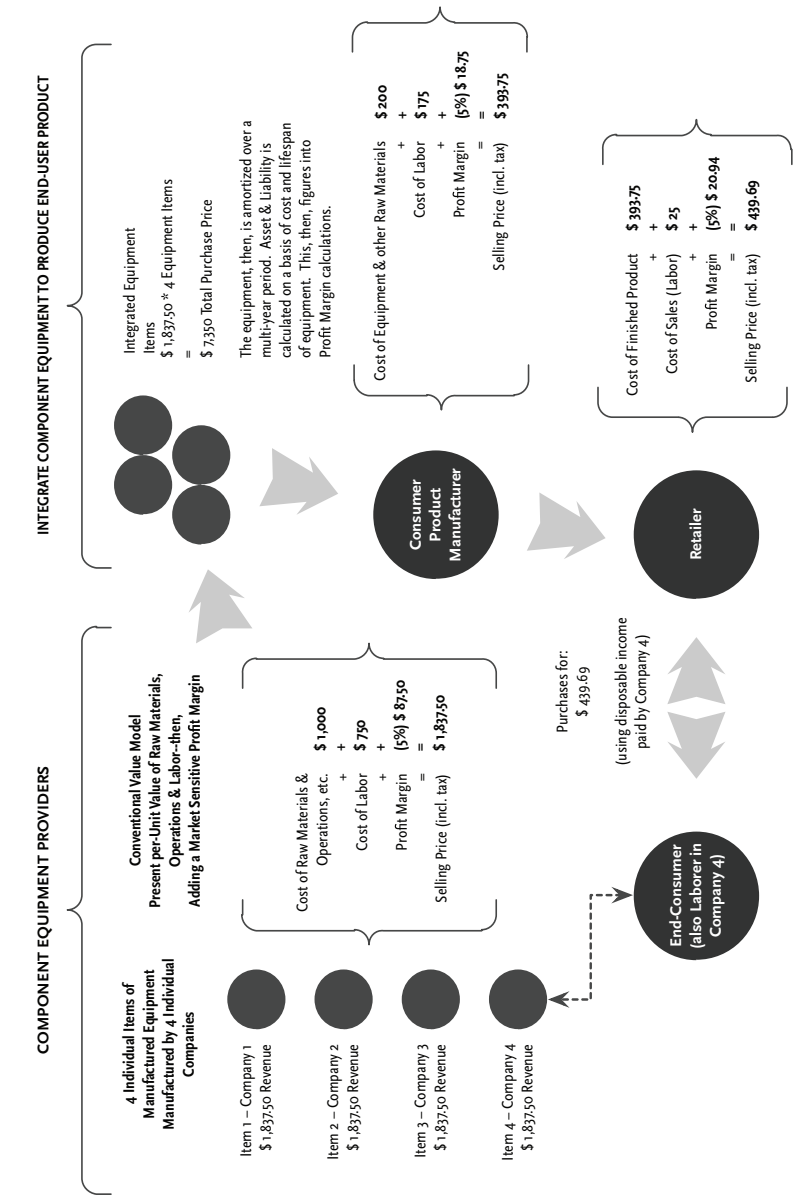 COMPONENT EQUIPMENT PROVIDERS
4 Individual Items of
Manufactured Equipment
Manufactured by 4 Individual
Companies
Item 1 – Company 1
$ 1,837.50 Revenue
Item 2 – Company 2
$ 1,837.50 Revenue
Item 3 – Company 3
$ 1,837.50 Revenue
Item 4 – Company 4
$ 1,837.50 Revenue
Conventional Value Model
Present per-Unit Value of Raw Materials,
Operations & Labor–then,
Adding a Market Sensitive Profit Margin
Cost of Raw Materials &
Operations, etc. $ 1,000
+ +
Cost of Labor $ 750
+ +
Profit Margin (5%) $ 87.50
= =
Selling Price (incl. tax) $ 1,837.50
INTEGRATE COMPONENT EQUIPMENT TO PRODUCE END-USER PRODUCT
Integrated Equipment
Items
$ 1,837.50 * 4 Equipment Items
=
$ 7,350 Total Purchase Price
The equipment, then, is amortized over a
multi-year period. Asset & Liability is
calculated on a basis of cost and lifespan
of equipment. This, then, figures into
Profit Margin calculations.
Consumer
Product
Manufacturer
Cost of Equipment & other Raw Materials $ 200
+ +
Cost of Labor $ 175
+ +
Profit Margin (5%) $ 18.75
= =
Selling Price (incl. tax) $ 393.75
Retailer
Cost of Finished Product $ 393.75
+ +
Cost of Sales (Labor) $ 25
+ +
Profit Margin (5%) $ 20.94
= =
Selling Price (incl. tax) $ 439.69
Purchases for:
$ 439.69
(using disposable income
paid by Company 4)
End-Consumer
(also Laborer in
Company 4)